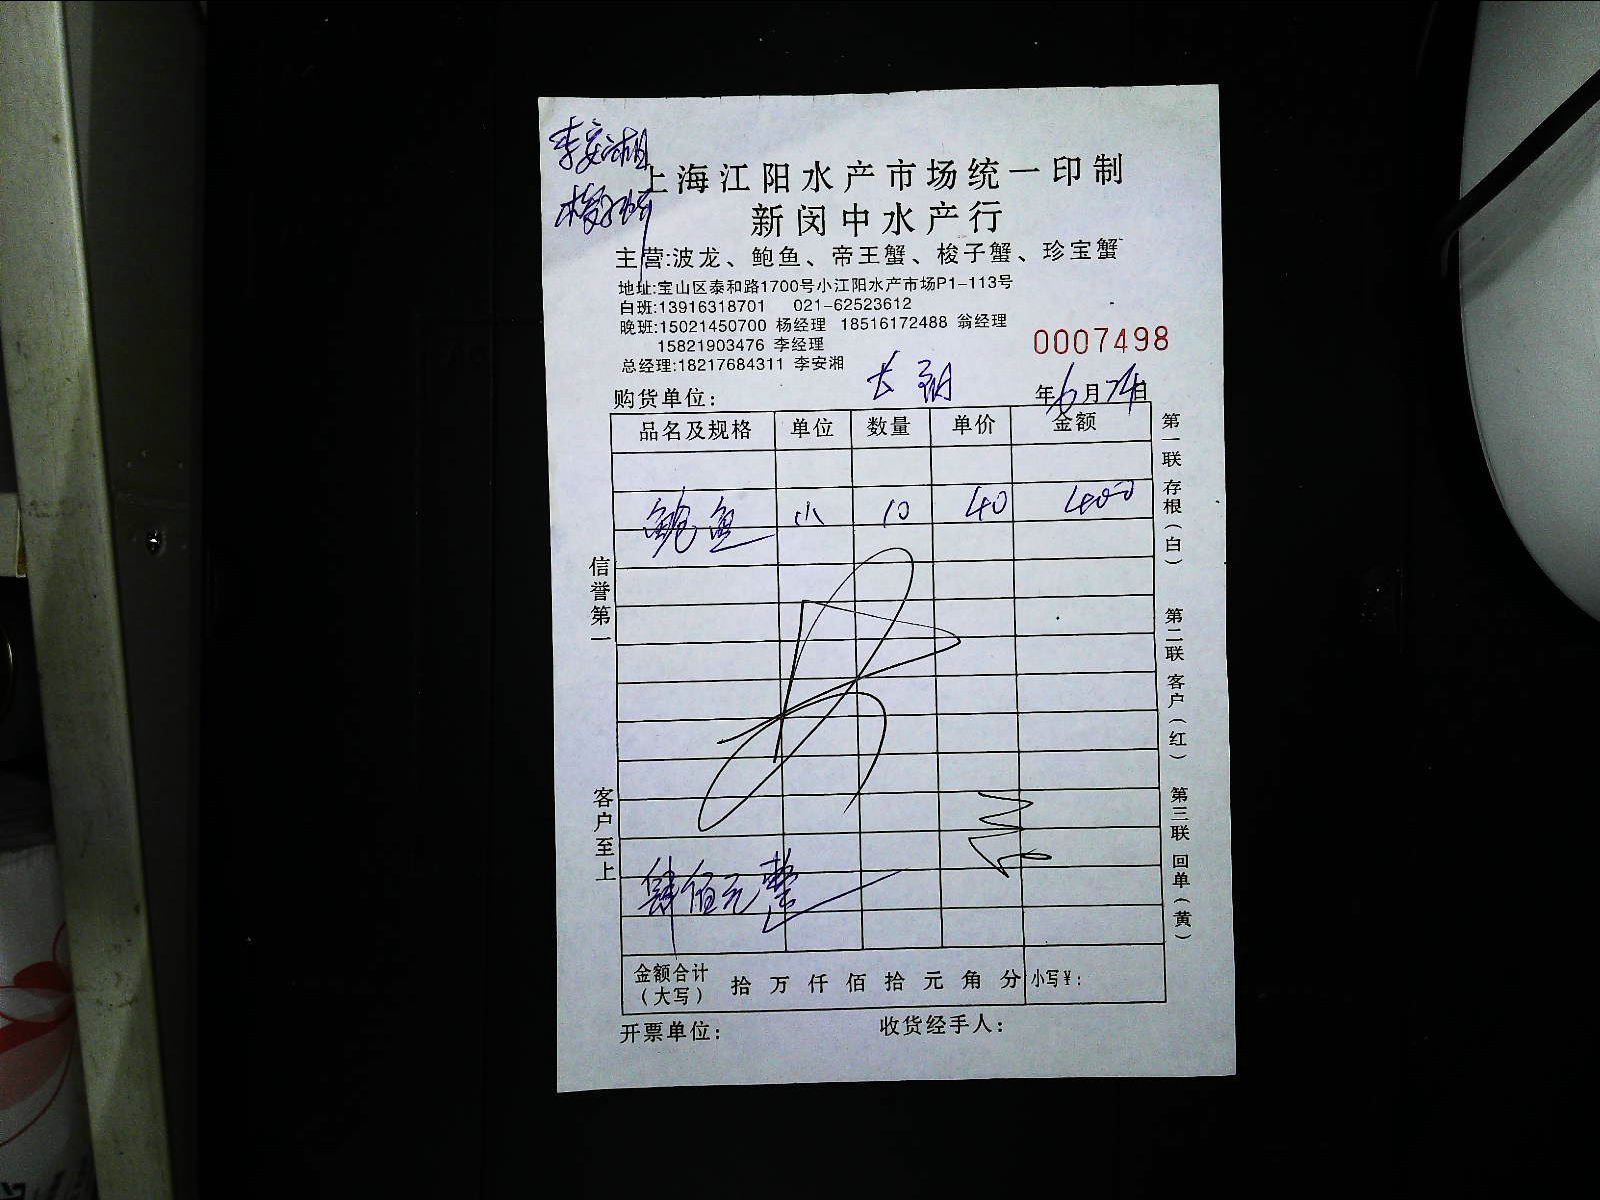 李安湘
上海江阳水产市场统一印制
新闵中水产行
主营:波龙、鲍鱼、帝王蟹、梭子蟹、珍宝蟹
地址:宝山区泰和路1700号小江阳水产市场P1-113号
白班:13916318701 021-62523612
晚班:15021450700 杨经理 18516172488 翁经理
15821903476 李经理
0007498
总经理:18217684311 李安湘
购货单位: 年6月 日
品名及规格 单位 数量 单价 金额
鲍鱼 小 10 40 400
肆佰元整
金额合计(大写) 拾 万 仟 佰 拾 元 角 分 小写¥:
开票单位: 收货经手人:
信誉第一
客户至上
第一联 存根(白)
第二联 客户(红)
第三联 回单(黄)